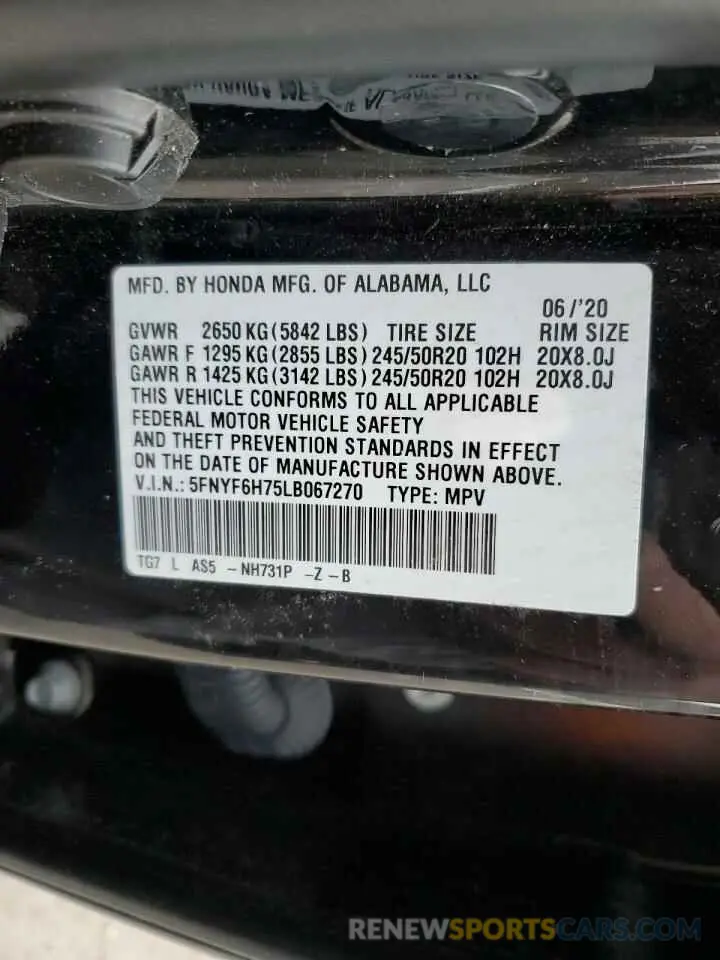 MFD. BY HONDA MFG. OF ALABAMA, LLC
06/'20
GVWR 2650 KG (5842 LBS) TIRE SIZE RIM SIZE
GAWR F 1295 KG (2855 LBS) 245/50R20 102H 20X8.0J
GAWR R 1425 KG (3142 LBS) 245/50R20 102H 20X8.0J
THIS VEHICLE CONFORMS TO ALL APPLICABLE
FEDERAL MOTOR VEHICLE SAFETY
AND THEFT PREVENTION STANDARDS IN EFFECT
ON THE DATE OF MANUFACTURE SHOWN ABOVE.
V.I.N.: 5FNYF6H75LB067270 TYPE: MPV
TG7 L AS5 -NH731P -Z-B
RENEWSPORTSCARS.COM